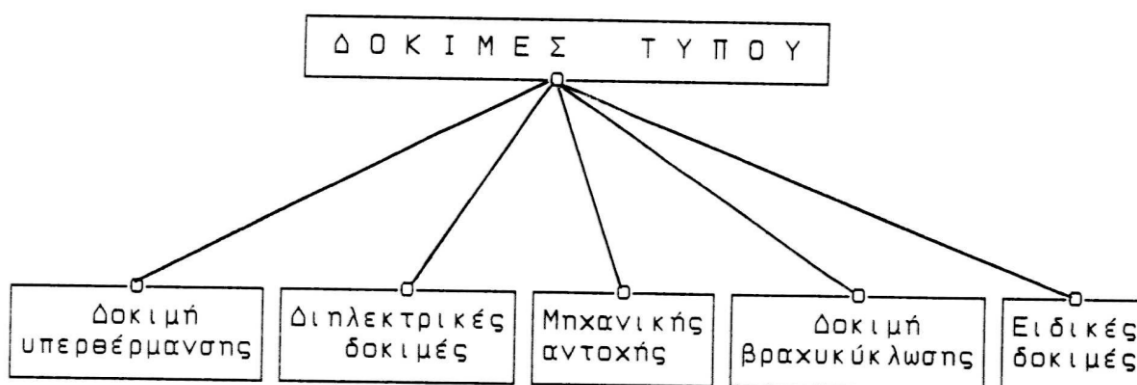 ΔΟΚΙΜΕΣ ΤΥΠΟΥ
Δοκιμή
υπερθέρμανσης
Διηλεκτρικές
δοκιμές
Μηχανικής
αντοχής
Δοκιμή
βραχυκύκλωσης
Ειδικές
δοκιμές